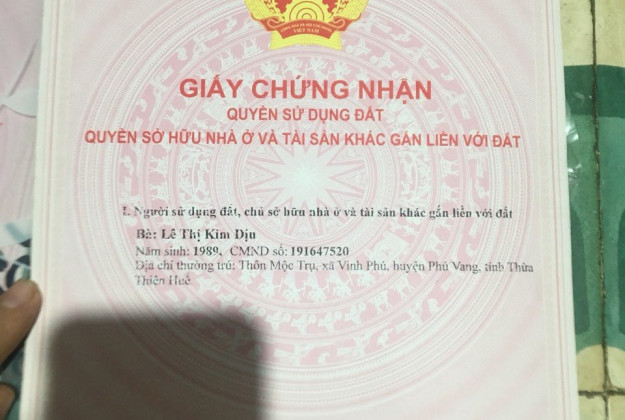 VIỆT NAM
GIẤY CHỨNG NHẬN
QUYỀN SỬ DỤNG ĐẤT
QUYỀN SỞ HỮU NHÀ Ở VÀ TÀI SẢN KHÁC GẮN LIỀN VỚI ĐẤT
I. Người sử dụng đất, chủ sở hữu nhà ở và tài sản khác gắn liền với đất
Bà: Lê Thị Kim Dịu
Năm sinh: 1989, CMND số: 191647520
Địa chỉ thường trú: Thôn Mộc Trụ, xã Vinh Phú, huyện Phú Vang, tỉnh Thừa
Thiên Huế